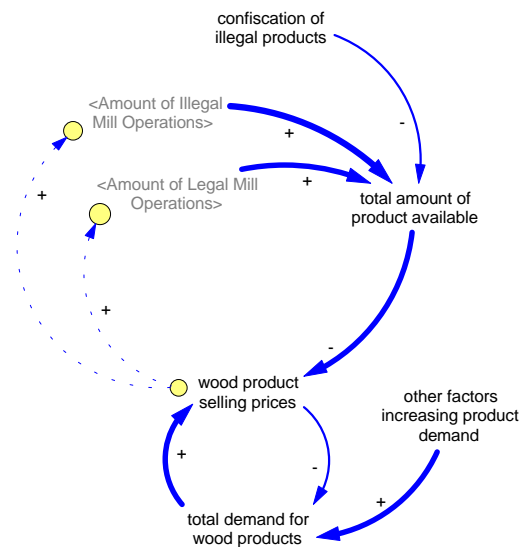 confiscation of
illegal products
-
<Amount of Illegal
Mill Operations>
+
+
<Amount of Legal Mill
Operations>
+
total amount of
product available
+
-
wood product
selling prices
other factors
increasing product
demand
+
-
+
total demand for
wood products